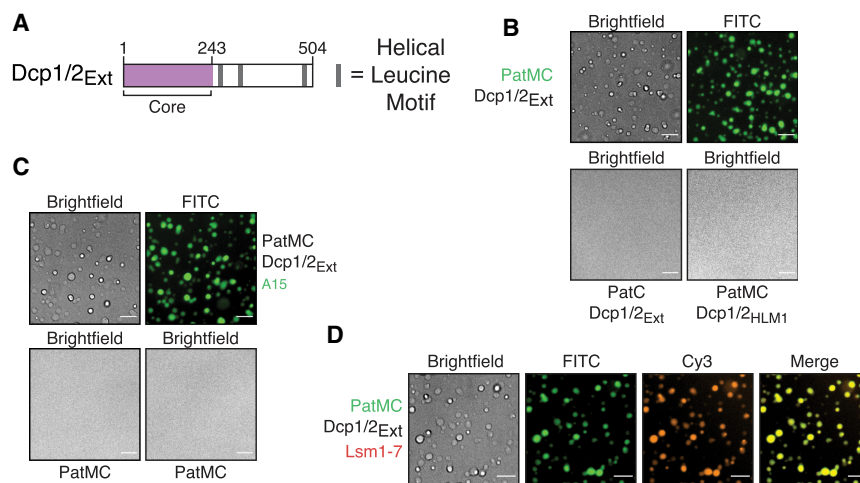 A
1 243 504
Dcp1/2Ext
Core
= Helical
Leucine
Motif
B
Brightfield FITC
PatMC
Dcp1/2Ext
Brightfield Brightfield
PatC PatMC
Dcp1/2Ext Dcp1/2HLM1
C
Brightfield FITC
PatMC
Dcp1/2Ext
A15
Brightfield Brightfield
PatMC PatMC
D
Brightfield FITC Cy3 Merge
PatMC
Dcp1/2Ext
Lsm1-7